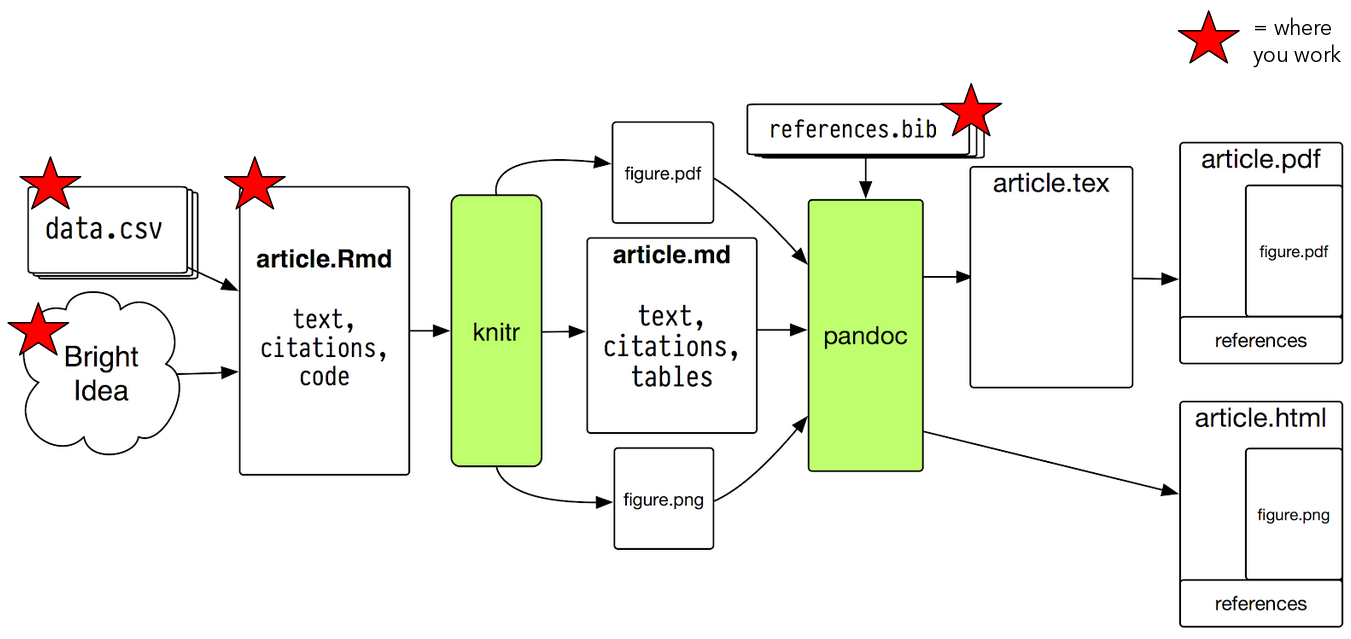 = where
you work
data.csv
Bright
Idea
article.Rmd
text,
citations,
code
knitr
figure.pdf
article.md
text,
citations,
tables
figure.png
references.bib
pandoc
article.tex
article.pdf
figure.pdf
references
article.html
figure.png
references